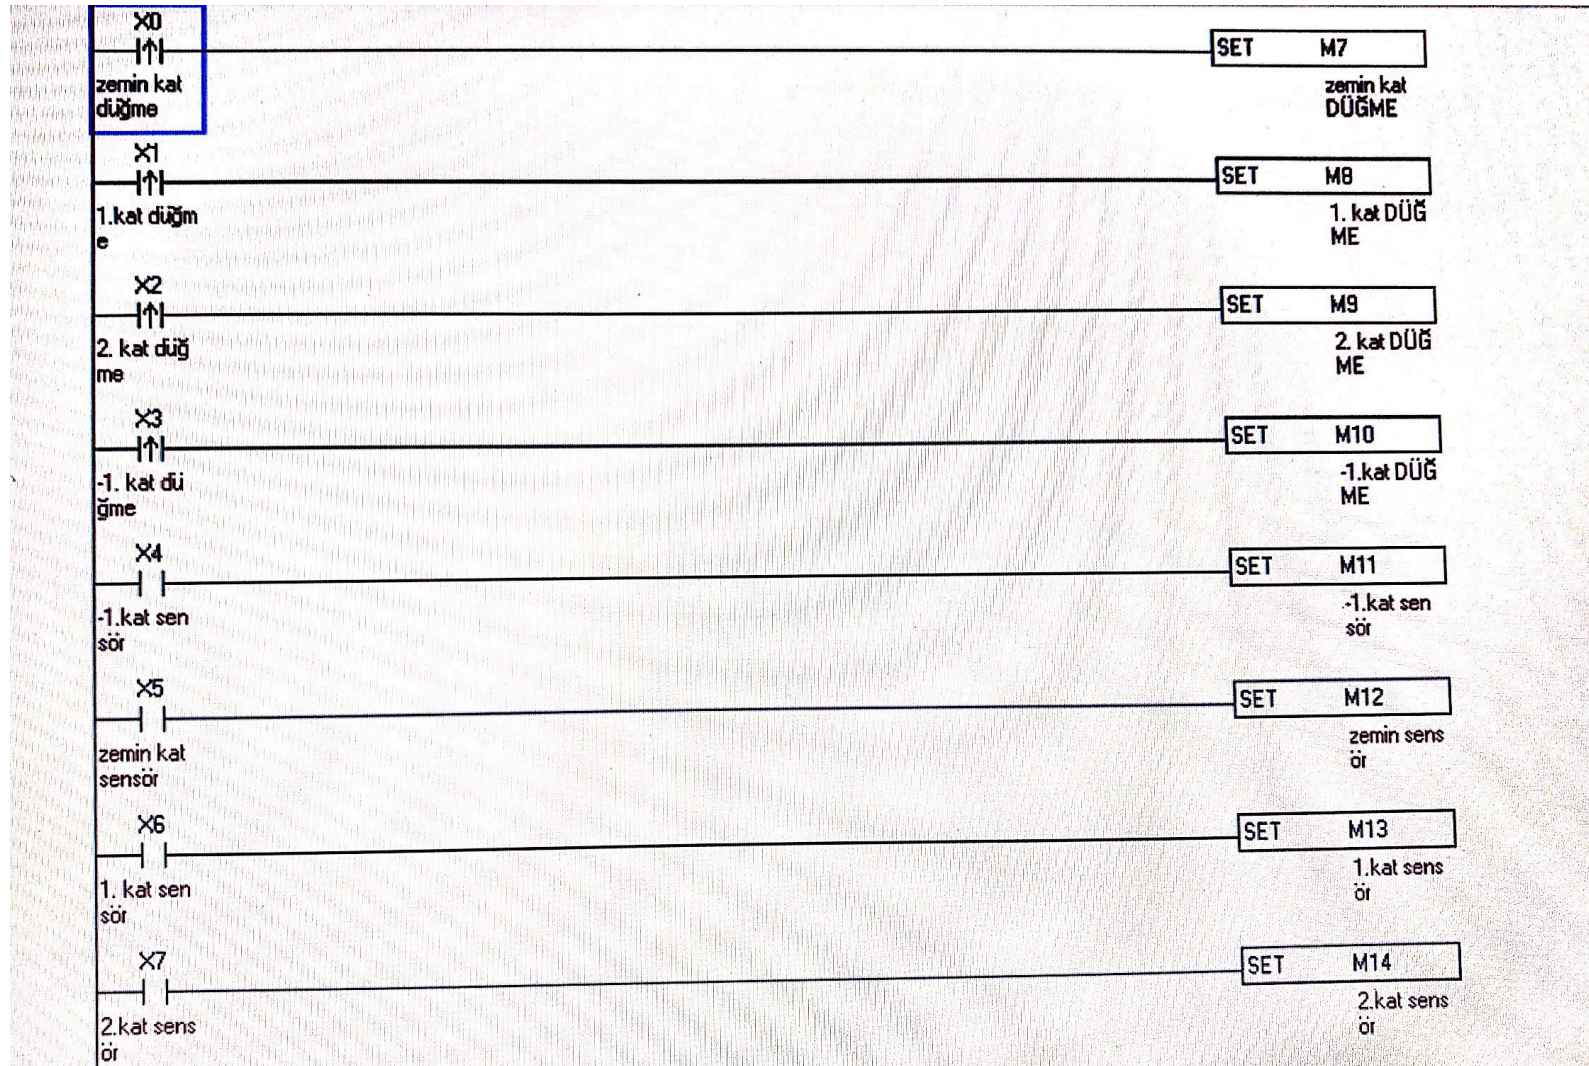 X0
SET M7
zemin kat
düğme
zemin kat
DÜĞME
X1
SET M8
1.kat düğm
e
1. kat DÜĞ
ME
X2
SET M9
2. kat düğ
me
2. kat DÜĞ
ME
X3
SET M10
-1. kat dü
ğme
-1.kat DÜĞ
ME
X4
SET M11
-1.kat sen
sör
-1.kat sen
sör
X5
SET M12
zemin kat
sensör
zemin sens
ör
X6
SET M13
1. kat sen
sör
1.kat sens
ör
X7
SET M14
2.kat sens
ör
2.kat sens
ör